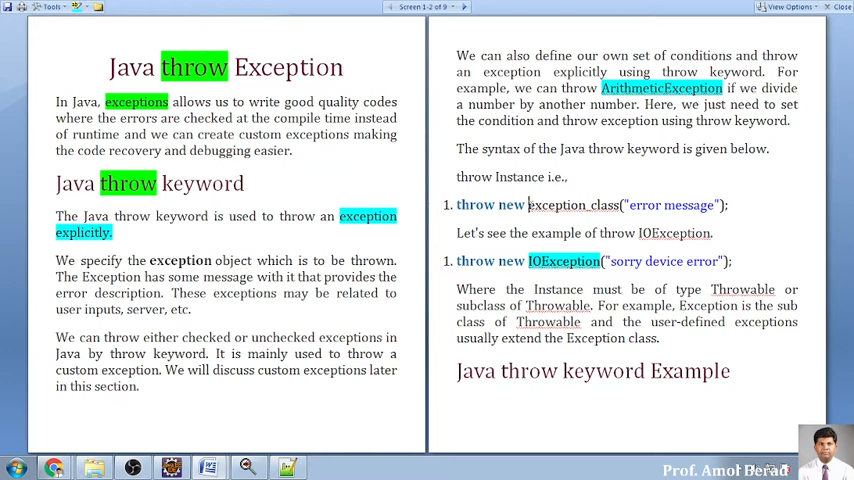 Tools
Screen 1-2 of 9
View Options
Close
Java throw Exception
In Java, exceptions allows us to write good quality codes
where the errors are checked at the compile time instead
of runtime and we can create custom exceptions making
the code recovery and debugging easier.
Java throw keyword
The Java throw keyword is used to throw an exception
explicitly.
We specify the exception object which is to be thrown.
The Exception has some message with it that provides the
error description. These exceptions may be related to
user inputs, server, etc.
We can throw either checked or unchecked exceptions in
Java by throw keyword. It is mainly used to throw a
custom exception. We will discuss custom exceptions later
in this section.
We can also define our own set of conditions and throw
an exception explicitly using throw keyword. For
example, we can throw ArithmeticException if we divide
a number by another number. Here, we just need to set
the condition and throw exception using throw keyword.
The syntax of the Java throw keyword is given below.
throw Instance i.e.,
1. throw new exception_class("error message");
Let's see the example of throw IOException.
1. throw new IOException("sorry device error");
Where the Instance must be of type Throwable or
subclass of Throwable. For example, Exception is the sub
class of Throwable and the user-defined exceptions
usually extend the Exception class.
Java throw keyword Example
Prof. Amol Berad